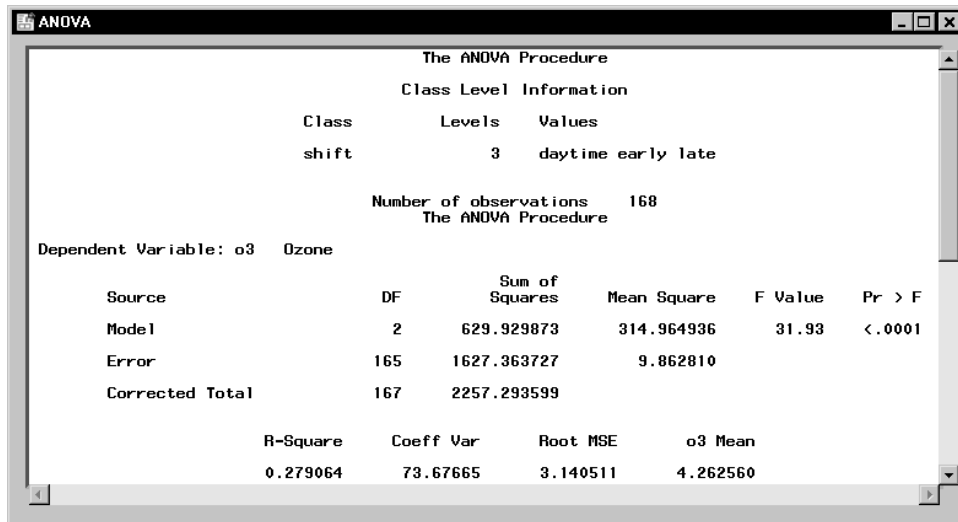 ANOVA
The ANOVA Procedure
Class Level Information
Class Levels Values
shift 3 daytime early late
Number of observations 168
The ANOVA Procedure
Dependent Variable: o3 Ozone
Sum of
Source DF Squares Mean Square F Value Pr > F
Model 2 629.929873 314.964936 31.93 <.0001
Error 165 1627.363727 9.862810
Corrected Total 167 2257.293599
R-Square Coeff Var Root MSE o3 Mean
0.279064 73.67665 3.140511 4.262560